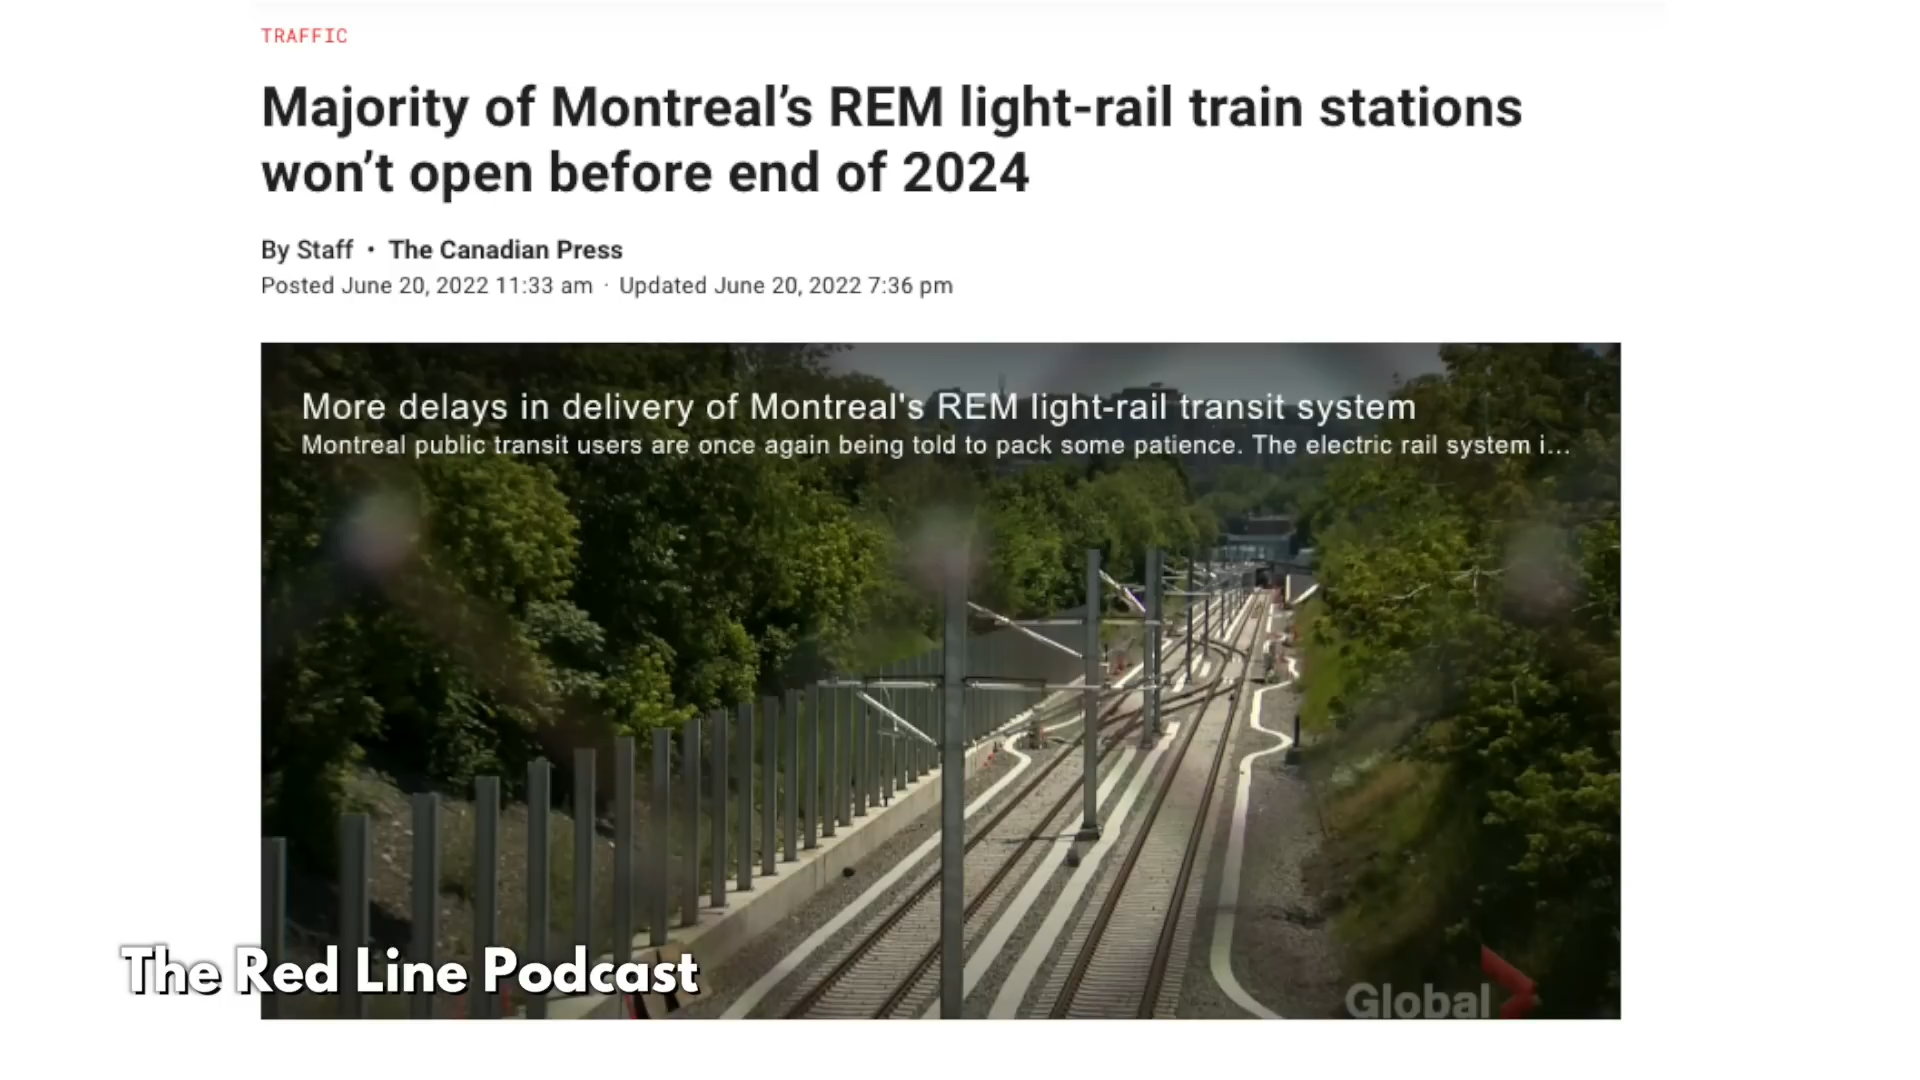 TRAFFIC
Majority of Montreal’s REM light-rail train stations
won’t open before end of 2024
By Staff • The Canadian Press
Posted June 20, 2022 11:33 am · Updated June 20, 2022 7:36 pm
More delays in delivery of Montreal's REM light-rail transit system
Montreal public transit users are once again being told to pack some patience. The electric rail system i...
The Red Line Podcast
Global